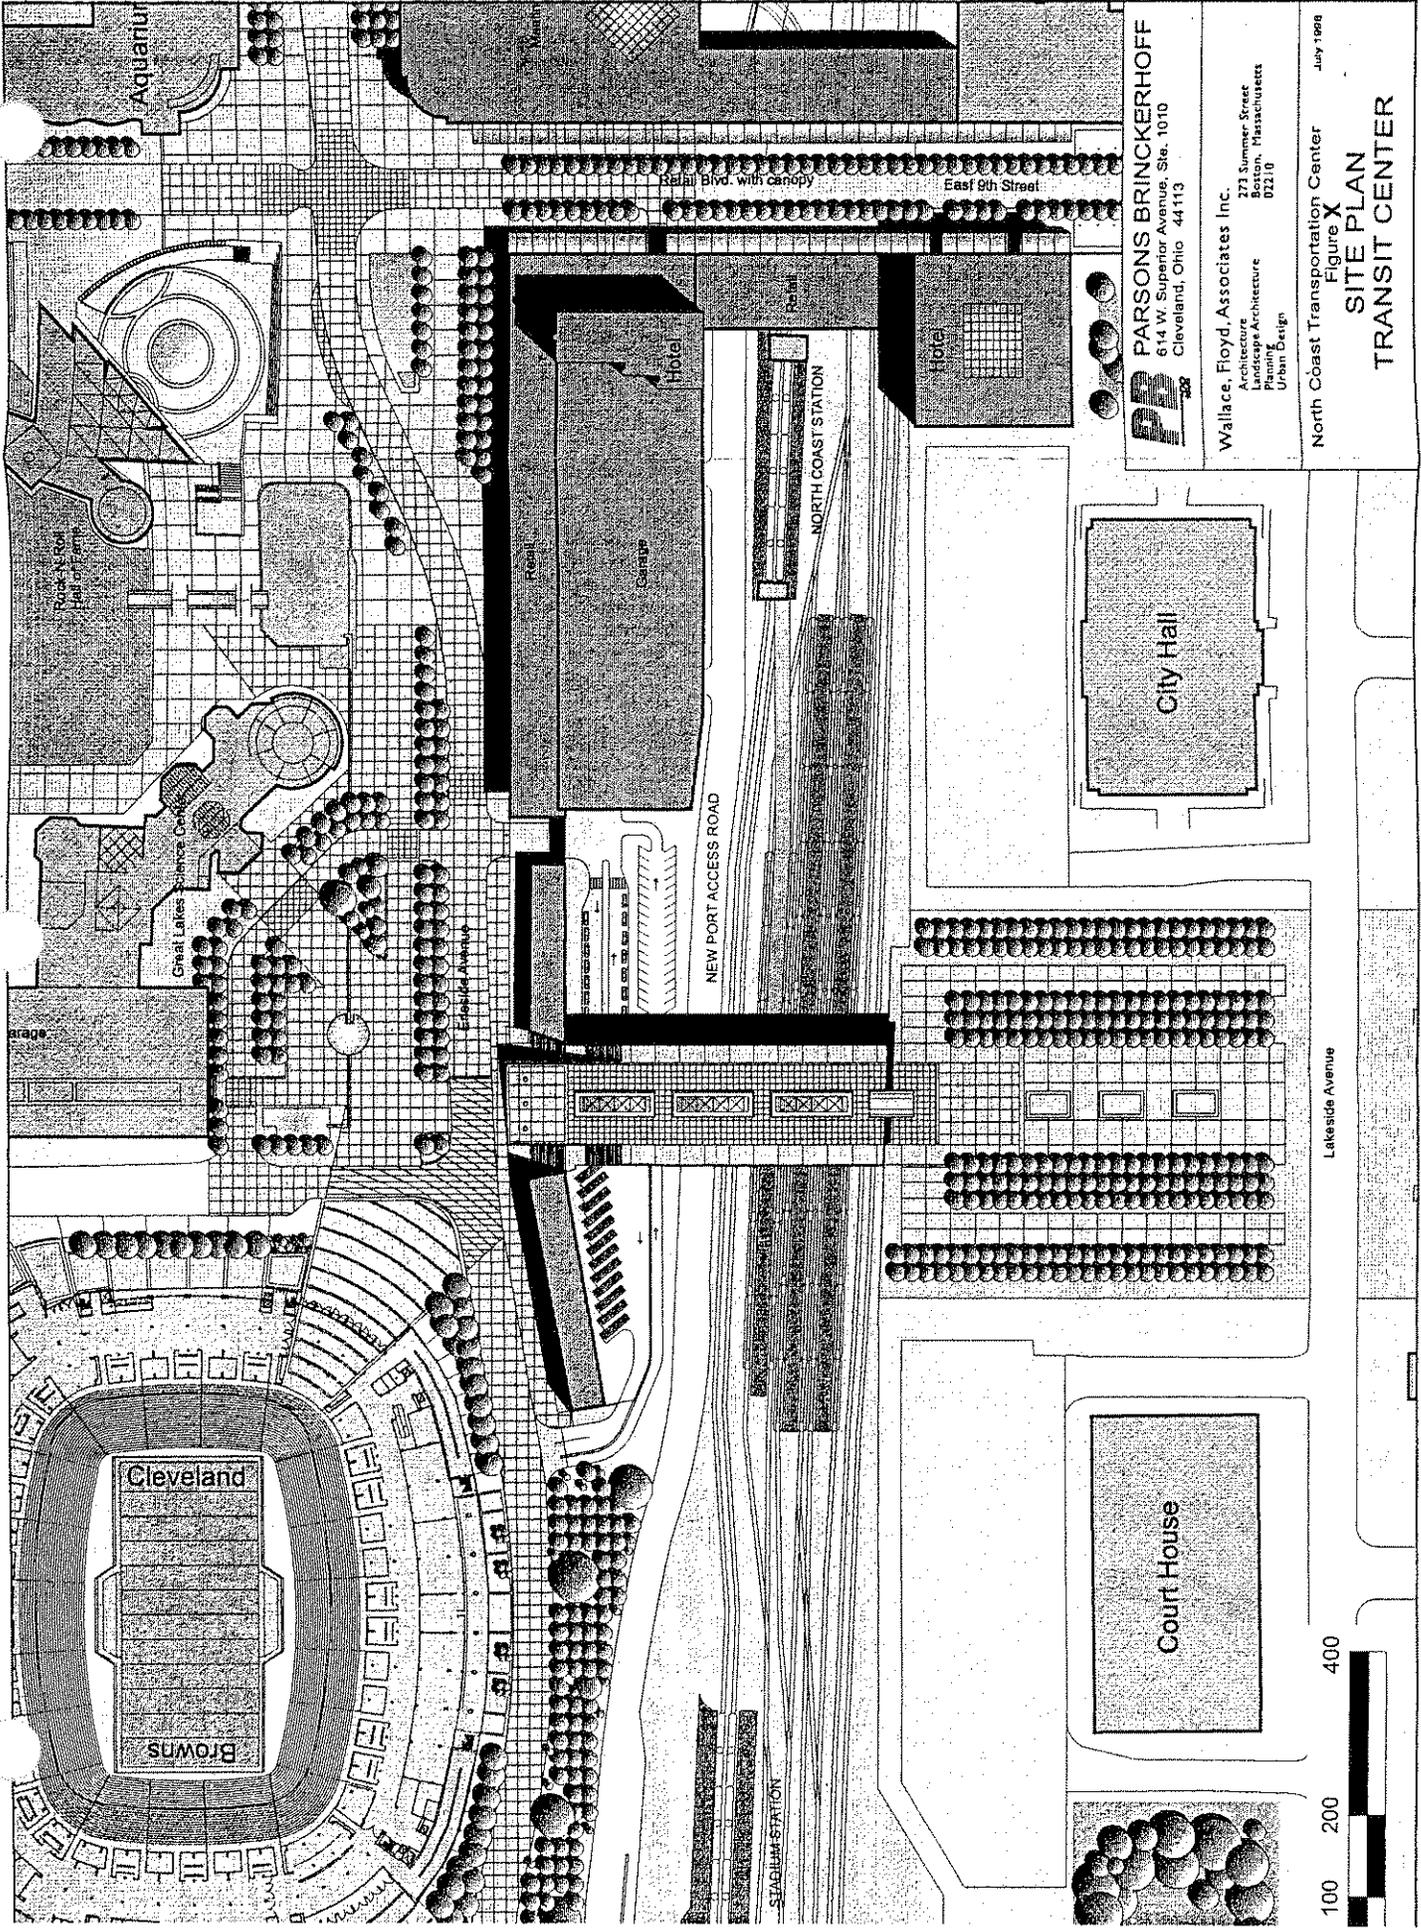 Aquarium
Retail Blvd. with canopy
East 9th Street
Rock-N-Roll
Hall of Fame
Great Lakes Science Center
Retail
Garage
Hotel
Retail
Hotel
NORTH COAST STATION
NEW PORT ACCESS ROAD
Erieside Avenue
arage
City Hall
Lakeside Avenue
Cleveland
Browns
STADIUM STATION
Court House
100
200
400
PB
PARSONS BRINCKERHOFF
614 W. Superior Avenue, Ste. 1010
Cleveland, Ohio 44113
Wallace, Floyd, Associates Inc.
Architecture
Landscape Architecture
Planning
Urban Design
273 Summer Street
Boston, Massachusetts
02210
North Coast Transportation Center
July 1998
Figure X
SITE PLAN
TRANSIT CENTER